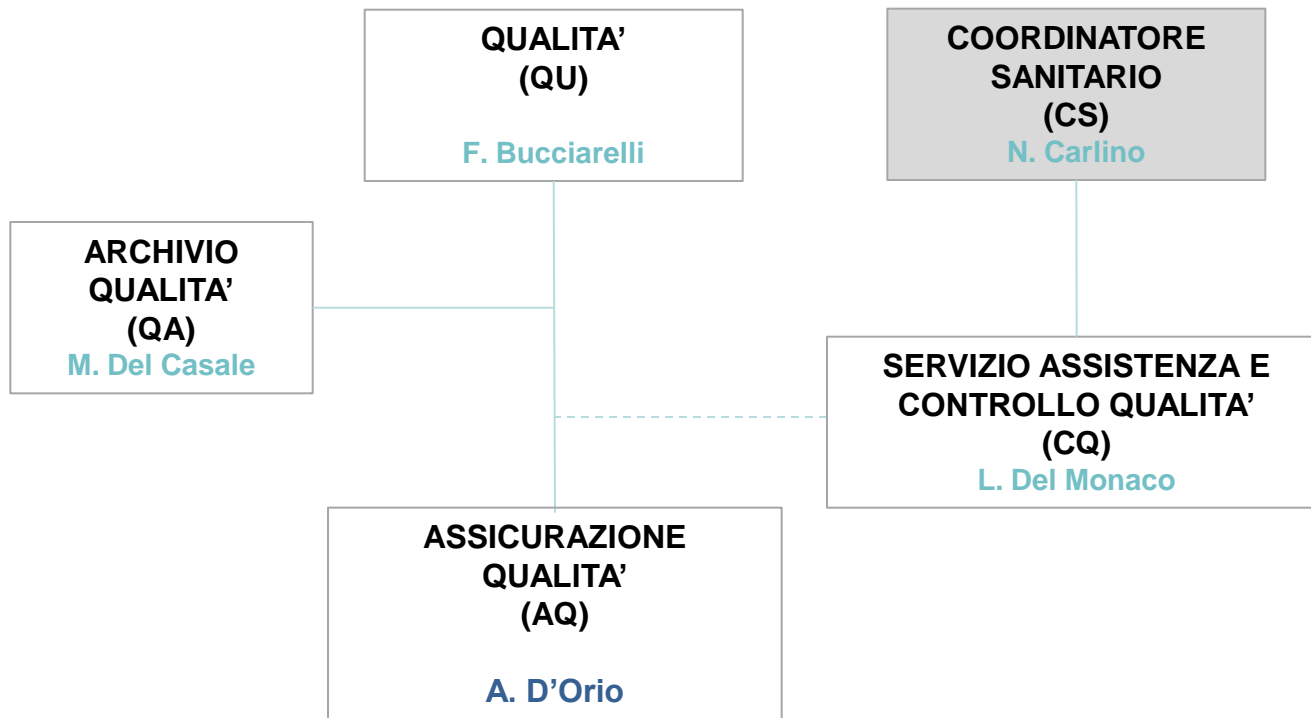 QUALITA’
(QU)
F. Bucciarelli
COORDINATORE
SANITARIO
(CS)
N. Carlino
ARCHIVIO
QUALITA’
(QA)
M. Del Casale
SERVIZIO ASSISTENZA E
CONTROLLO QUALITA’
(CQ)
L. Del Monaco
ASSICURAZIONE
QUALITA’
(AQ)
A. D’Orio